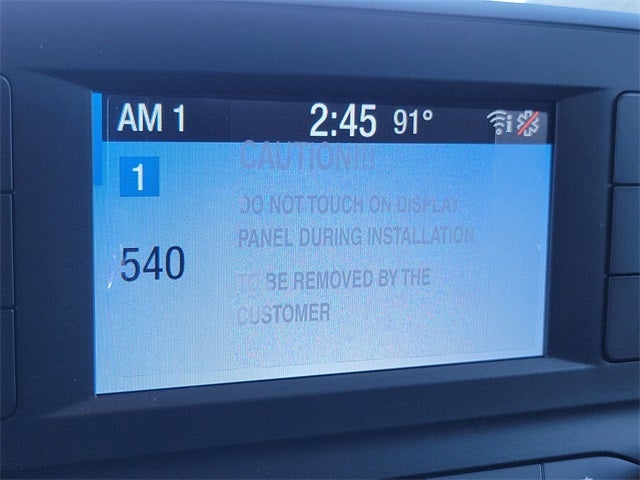 AM 1 2:45 91°
CAUTION!!!
1
DO NOT TOUCH ON DISPLAY
PANEL DURING INSTALLATION
540
TO BE REMOVED BY THE
CUSTOMER